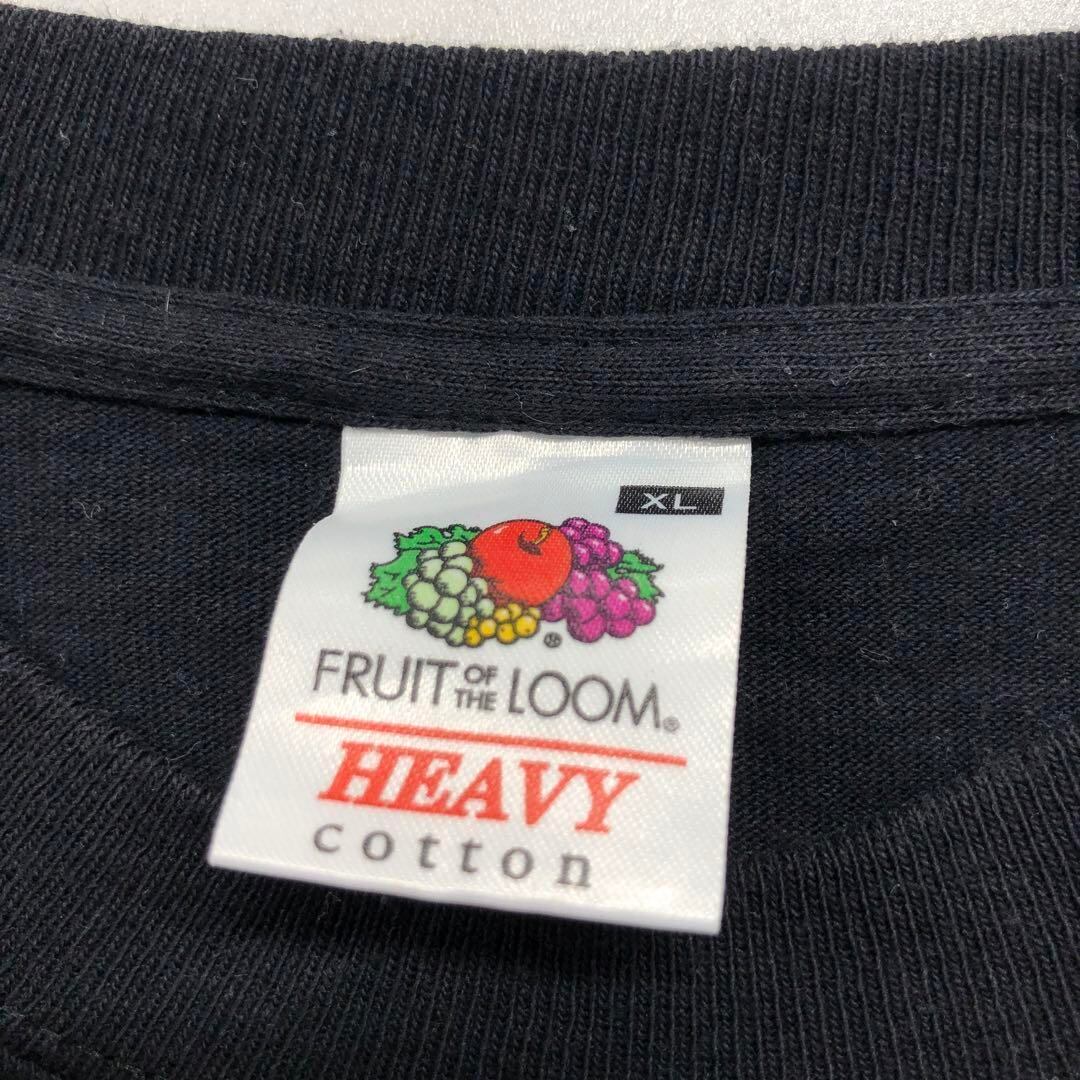 XL
FRUIT OF THE LOOM®
HEAVY
cotton